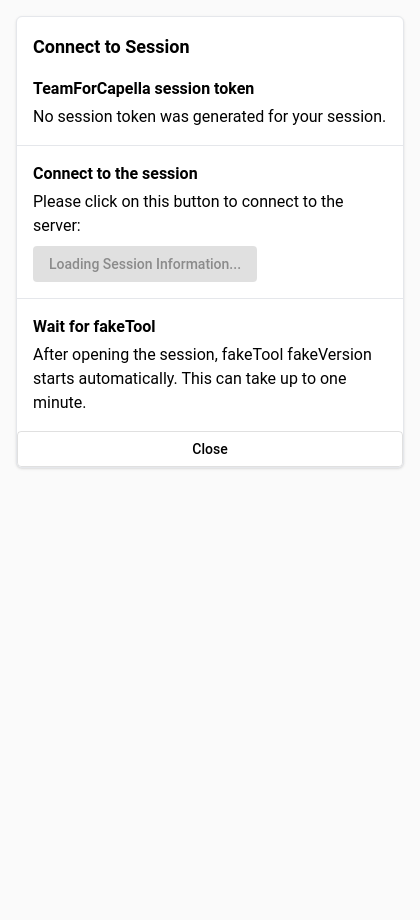 Connect to Session
TeamForCapella session token
No session token was generated for your session.
Connect to the session
Please click on this button to connect to the
server:
Loading Session Information...
Wait for fakeTool
After opening the session, fakeTool fakeVersion
starts automatically. This can take up to one
minute.
Close